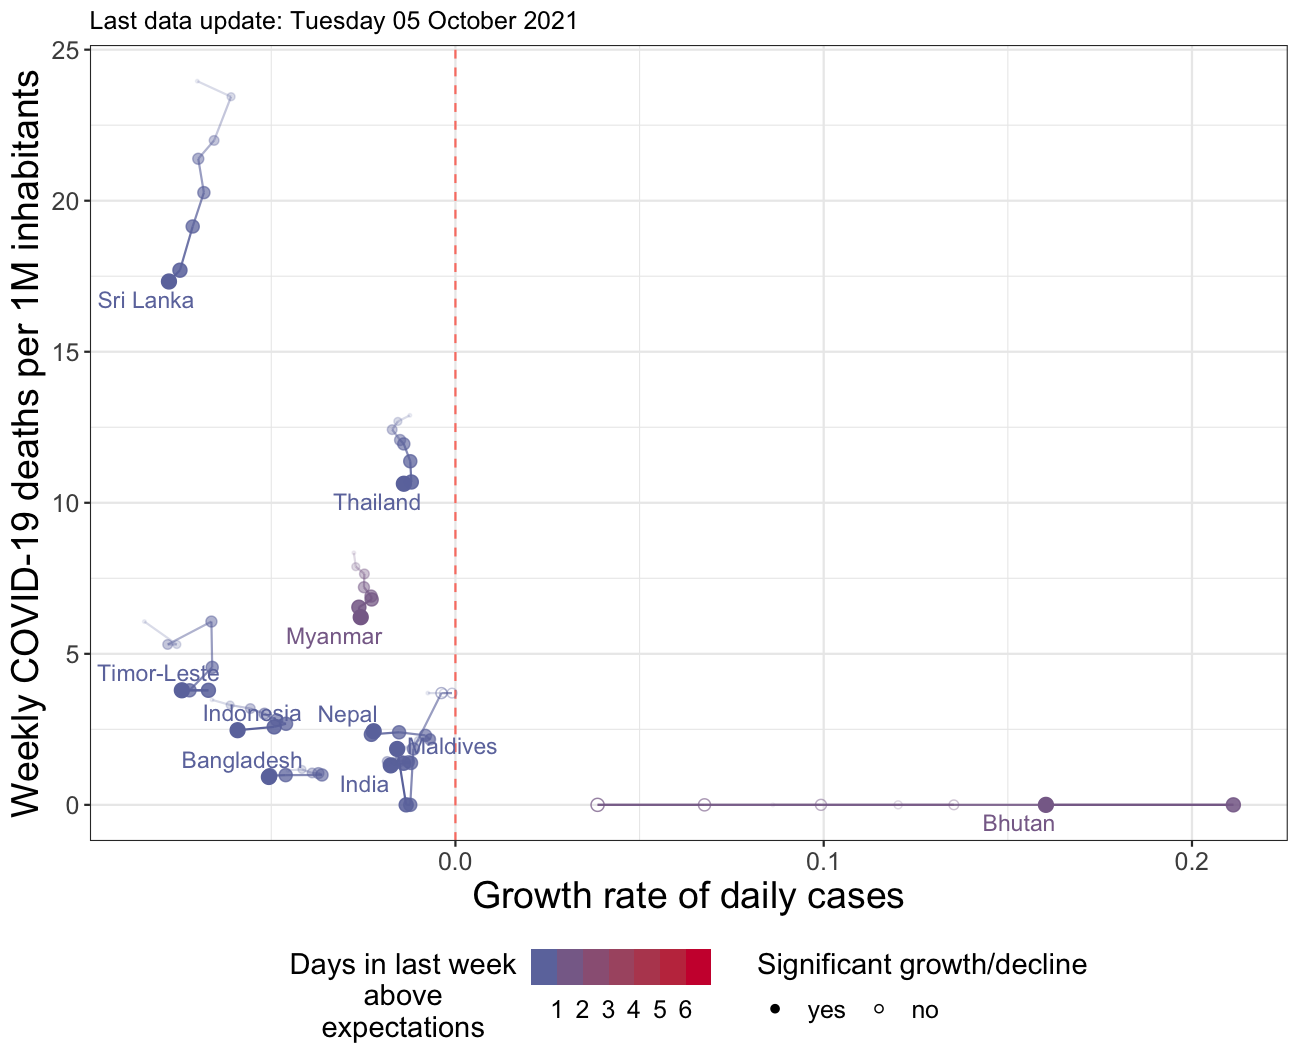 Last data update: Tuesday 05 October 2021
Weekly COVID-19 deaths per 1M inhabitants
25
20
15
10
5
0
Sri Lanka
Thailand
Myanmar
Timor-Leste
Indonesia
Nepal
Maldives
Bangladesh
India
Bhutan
0.0
0.1
0.2
Growth rate of daily cases
Days in last week
above
expectations
1 2 3 4 5 6
Significant growth/decline
yes
no